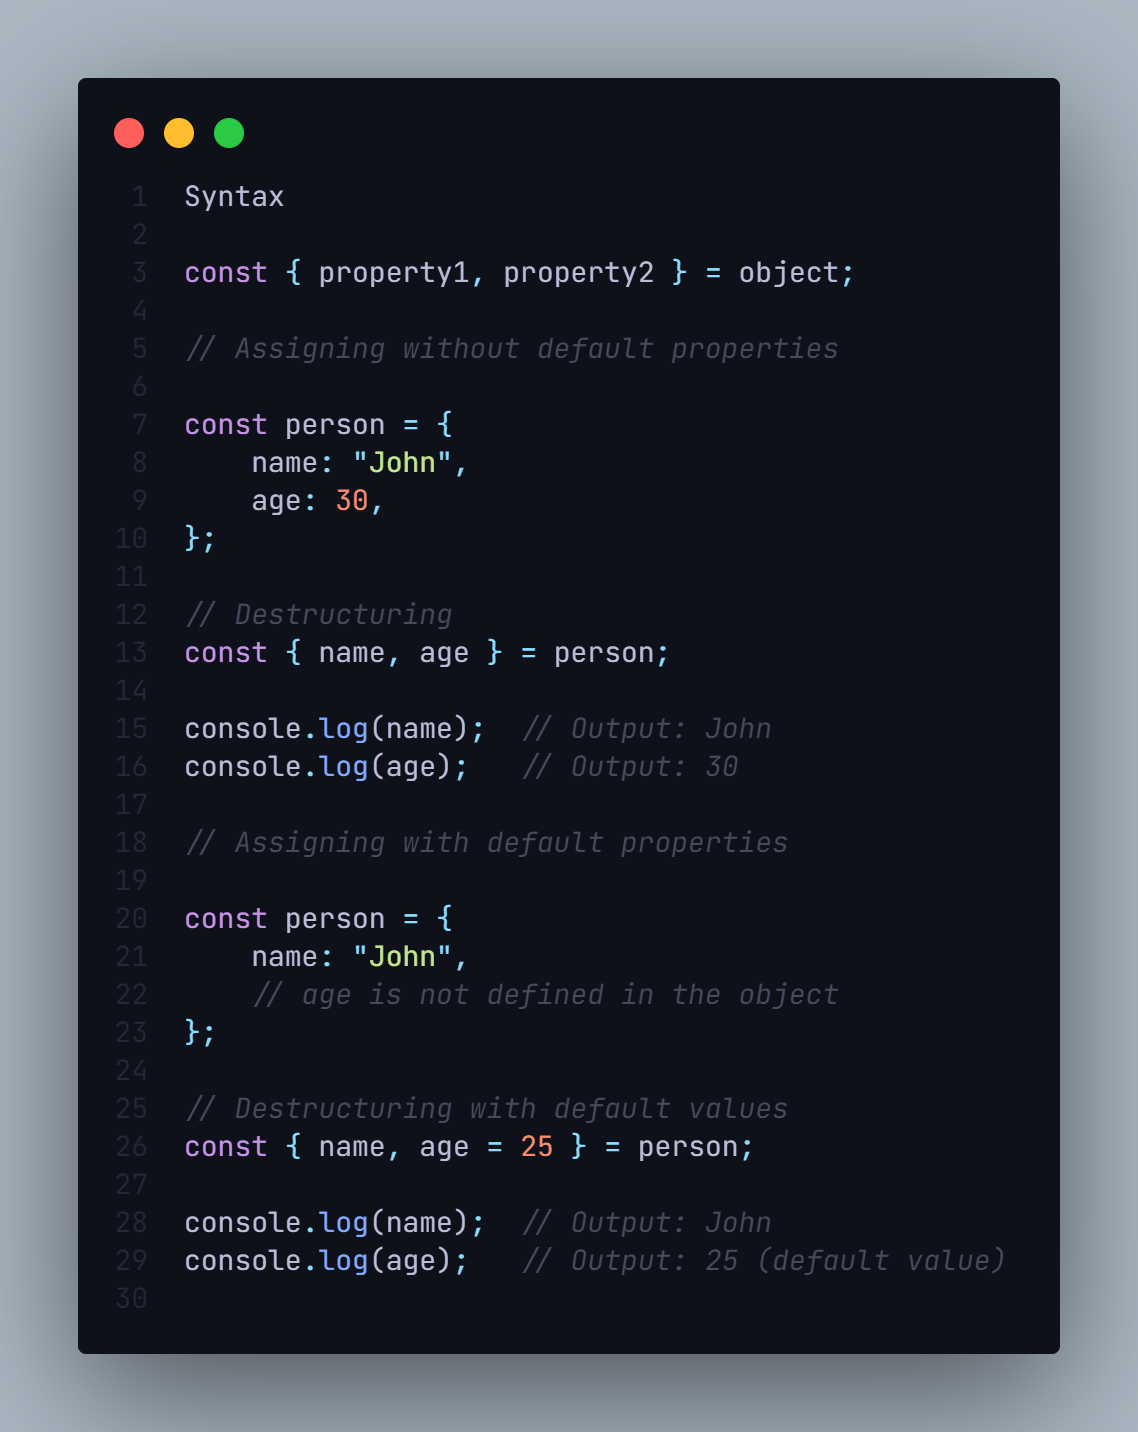 1 Syntax
2
3 const { property1, property2 } = object;
4
5 // Assigning without default properties
6
7 const person = {
8     name: "John",
9     age: 30,
10 };
11
12 // Destructuring
13 const { name, age } = person;
14
15 console.log(name);  // Output: John
16 console.log(age);   // Output: 30
17
18 // Assigning with default properties
19
20 const person = {
21     name: "John",
22     // age is not defined in the object
23 };
24
25 // Destructuring with default values
26 const { name, age = 25 } = person;
27
28 console.log(name);  // Output: John
29 console.log(age);   // Output: 25 (default value)
30